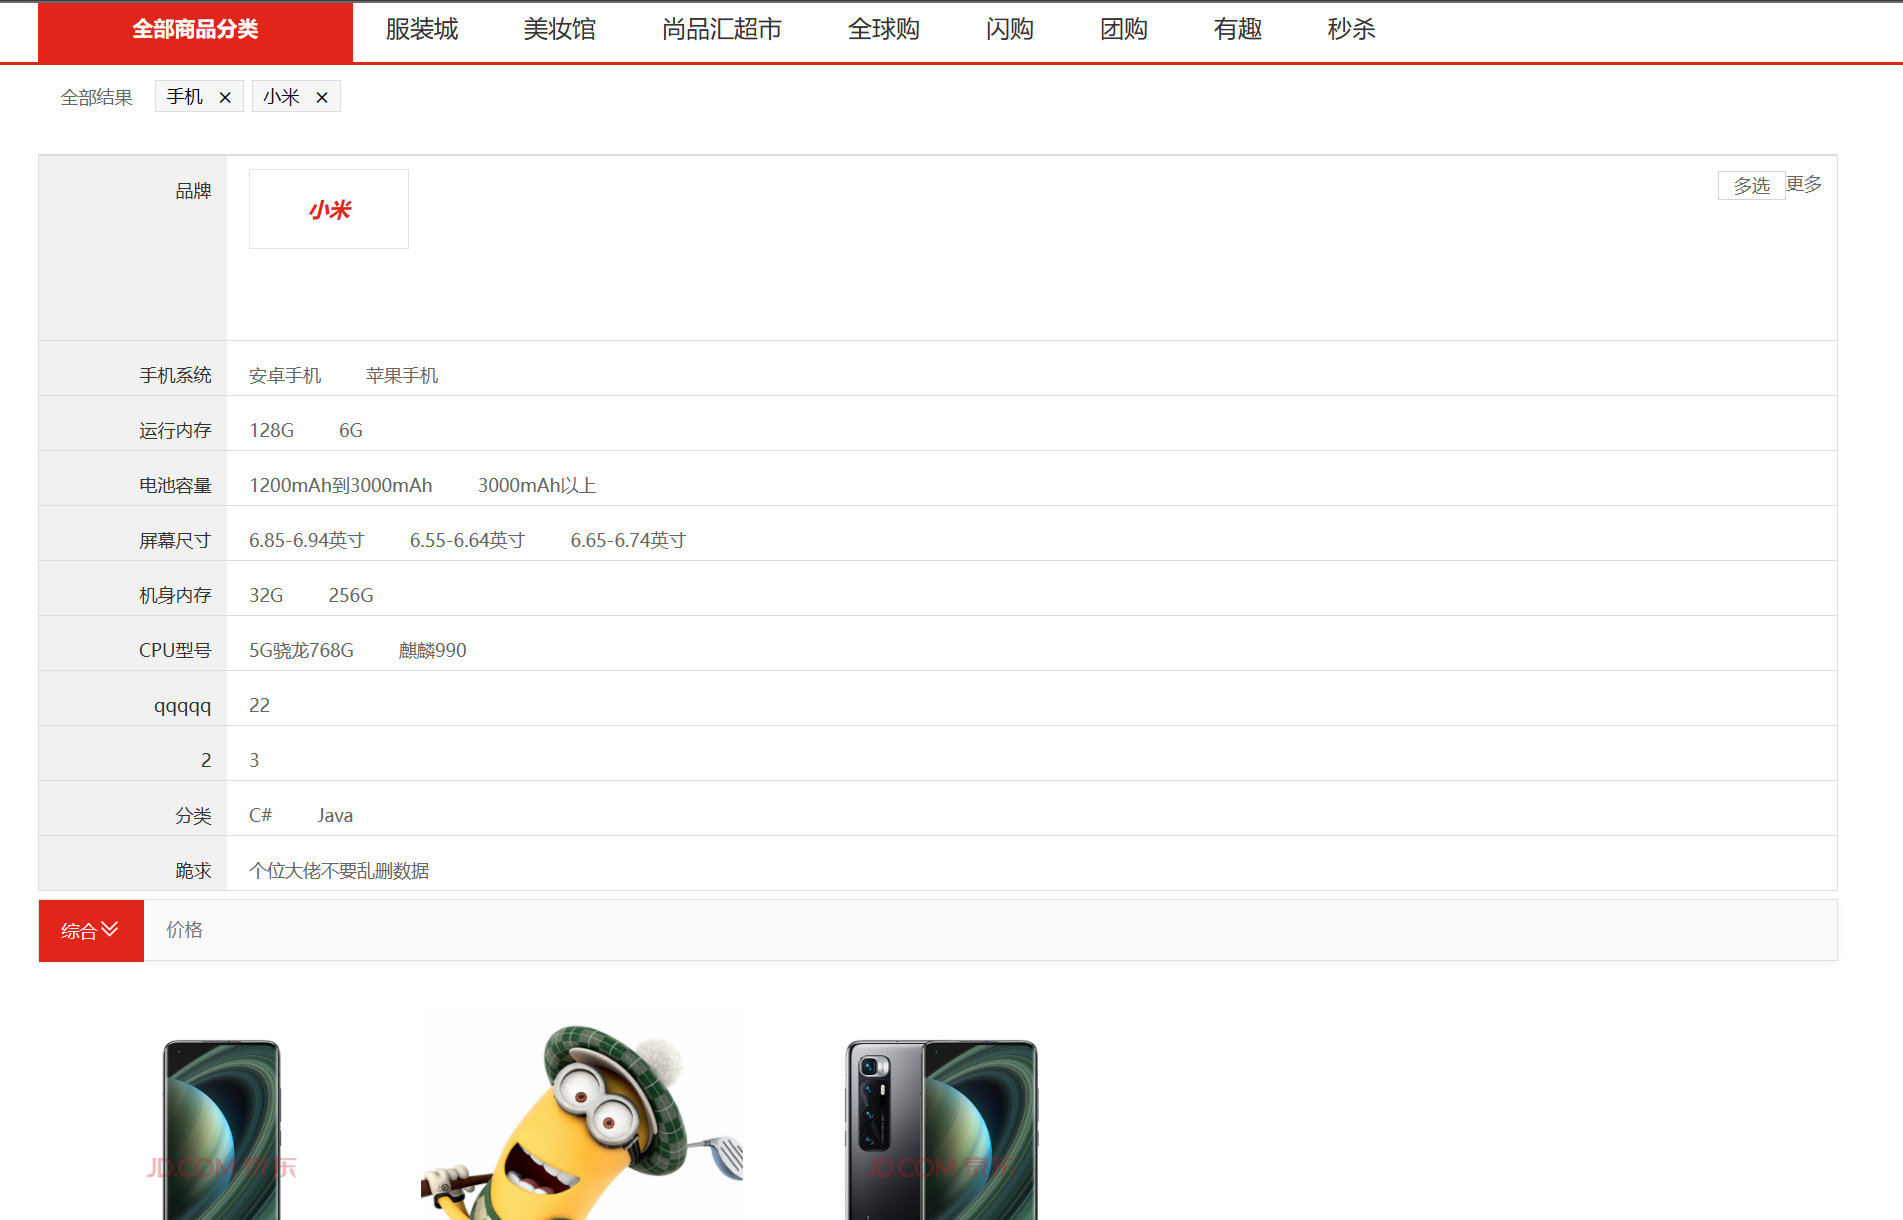 全部商品分类 服装城 美妆馆 尚品汇超市 全球购 闪购 团购 有趣 秒杀
全部结果 手机 × 小米 ×
品牌 小米 多选 更多
手机系统 安卓手机 苹果手机
运行内存 128G 6G
电池容量 1200mAh到3000mAh 3000mAh以上
屏幕尺寸 6.85-6.94英寸 6.55-6.64英寸 6.65-6.74英寸
机身内存 32G 256G
CPU型号 5G骁龙768G 麒麟990
qqqqq 22
2 3
分类 C# Java
跪求 个位大佬不要乱删数据
综合 价格
JD.COM 京东 JD.COM 京东